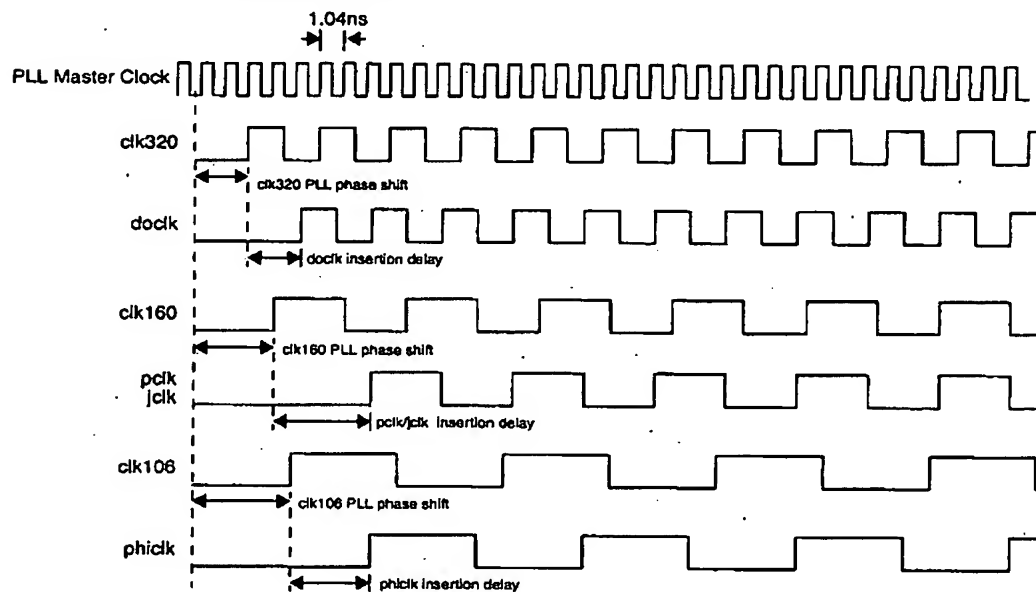 1.04ns
PLL Master Clock
clk320
clk320 PLL phase shift
doclk
doclk insertion delay
clk160
clk160 PLL phase shift
pclk
jclk
pclk/jclk insertion delay
clk106
clk106 PLL phase shift
phiclk
phiclk insertion delay